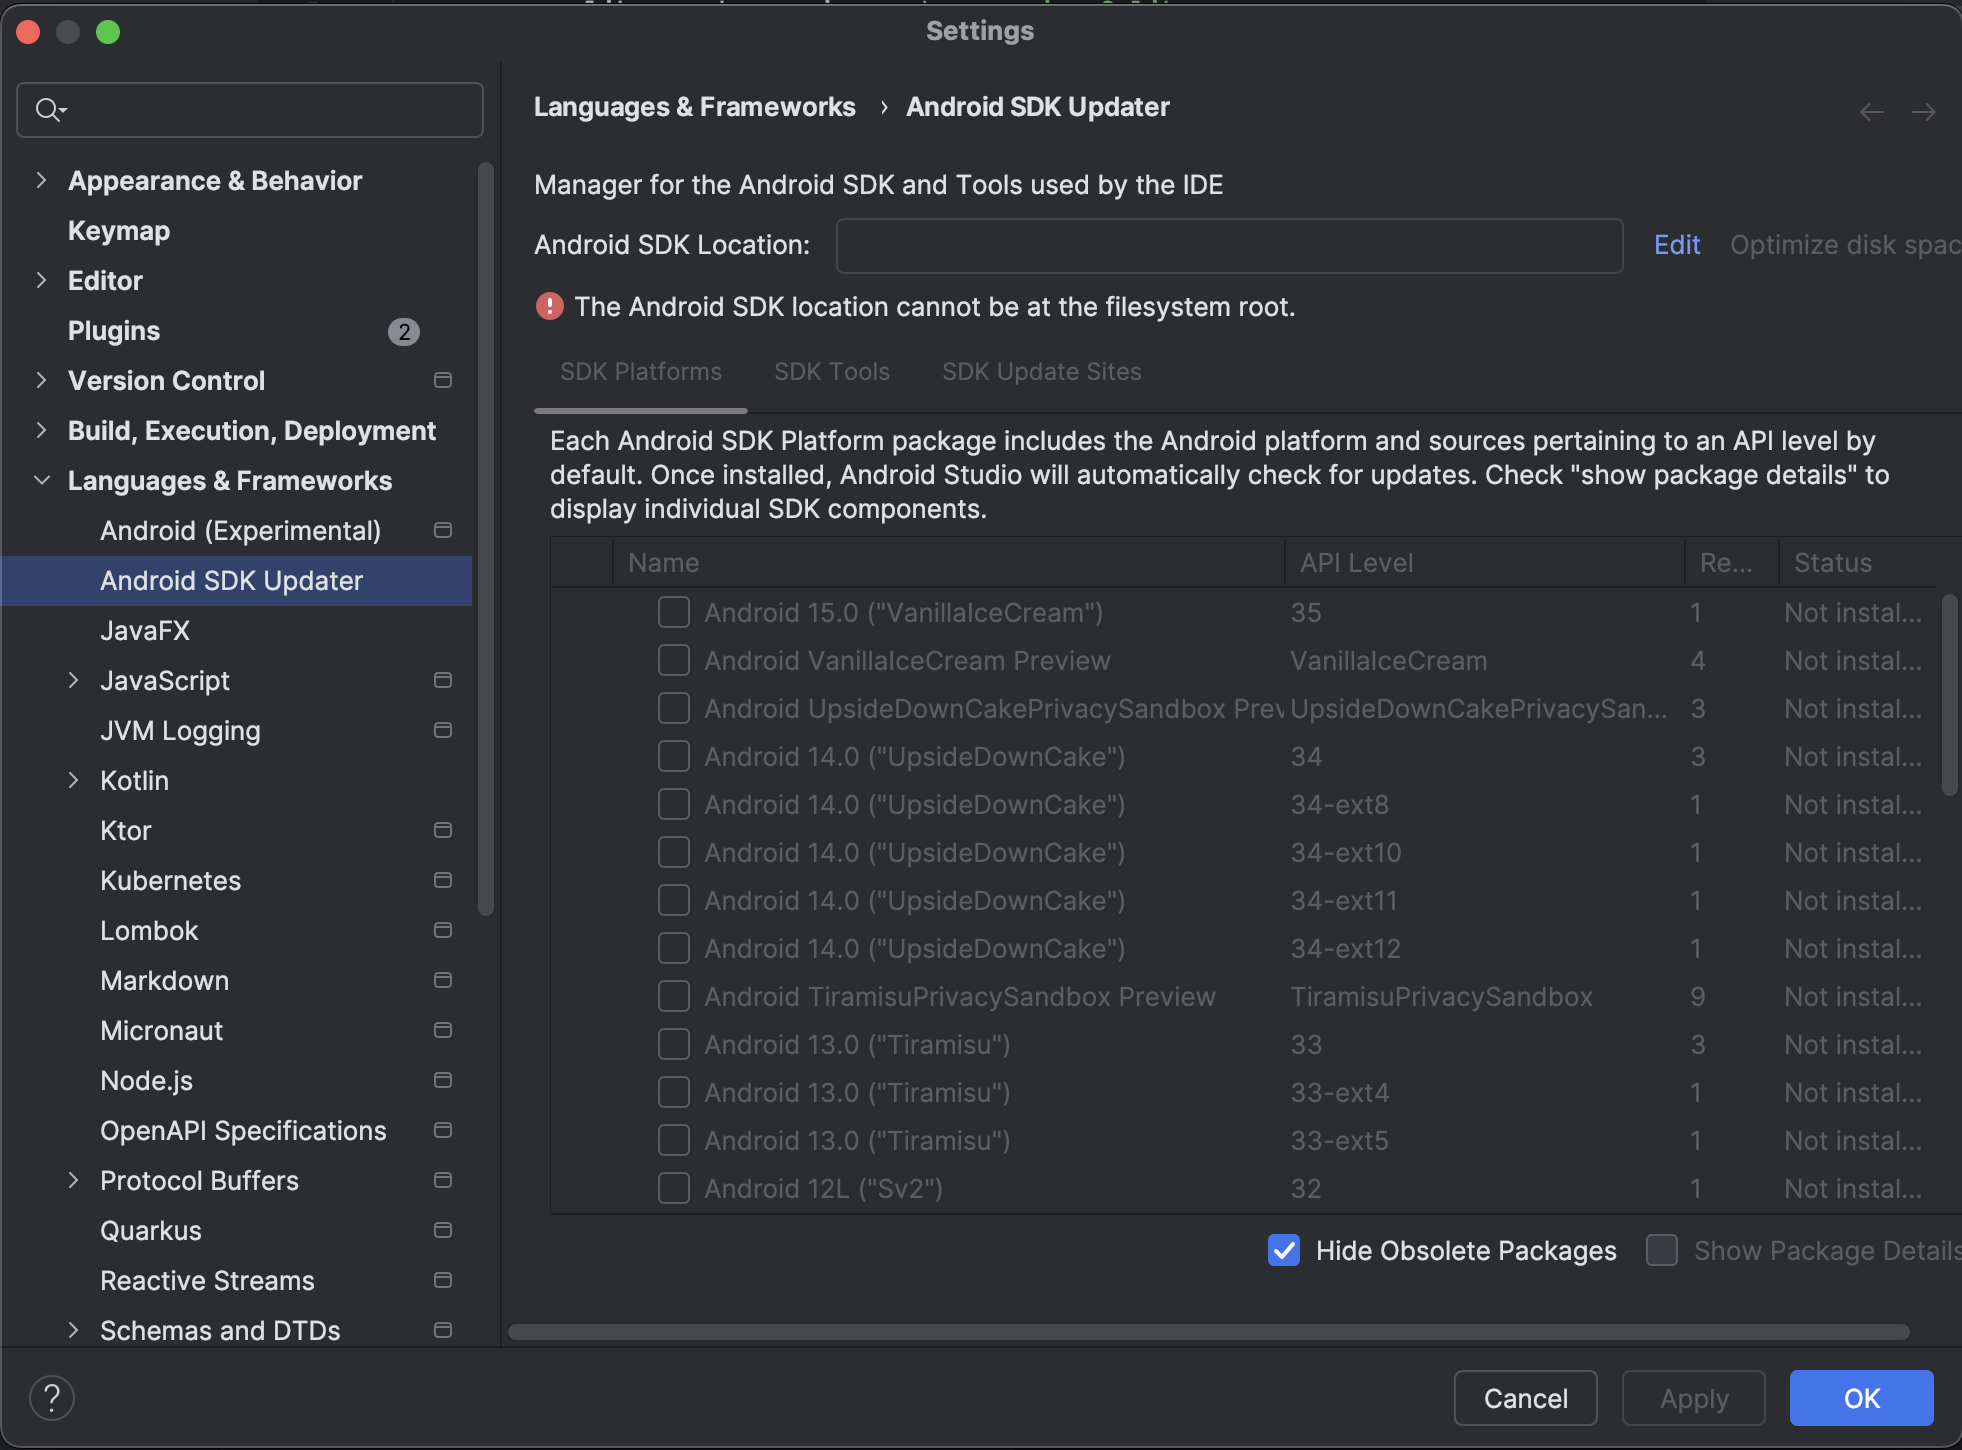 Settings
Languages & Frameworks › Android SDK Updater
Appearance & Behavior
Keymap
Editor
Plugins 2
Version Control
Build, Execution, Deployment
Languages & Frameworks
Android (Experimental)
Android SDK Updater
JavaFX
JavaScript
JVM Logging
Kotlin
Ktor
Kubernetes
Lombok
Markdown
Micronaut
Node.js
OpenAPI Specifications
Protocol Buffers
Quarkus
Reactive Streams
Schemas and DTDs
Manager for the Android SDK and Tools used by the IDE
Android SDK Location: Edit Optimize disk spac
The Android SDK location cannot be at the filesystem root.
SDK Platforms SDK Tools SDK Update Sites
Each Android SDK Platform package includes the Android platform and sources pertaining to an API level by
default. Once installed, Android Studio will automatically check for updates. Check "show package details" to
display individual SDK components.
Name API Level Re... Status
Android 15.0 ("VanillaIceCream") 35 1 Not instal...
Android VanillaIceCream Preview VanillaIceCream 4 Not instal...
Android UpsideDownCakePrivacySandbox Prev UpsideDownCakePrivacySan... 3 Not instal...
Android 14.0 ("UpsideDownCake") 34 3 Not instal...
Android 14.0 ("UpsideDownCake") 34-ext8 1 Not instal...
Android 14.0 ("UpsideDownCake") 34-ext10 1 Not instal...
Android 14.0 ("UpsideDownCake") 34-ext11 1 Not instal...
Android 14.0 ("UpsideDownCake") 34-ext12 1 Not instal...
Android TiramisuPrivacySandbox Preview TiramisuPrivacySandbox 9 Not instal...
Android 13.0 ("Tiramisu") 33 3 Not instal...
Android 13.0 ("Tiramisu") 33-ext4 1 Not instal...
Android 13.0 ("Tiramisu") 33-ext5 1 Not instal...
Android 12L ("Sv2") 32 1 Not instal...
Hide Obsolete Packages Show Package Details
? Cancel Apply OK